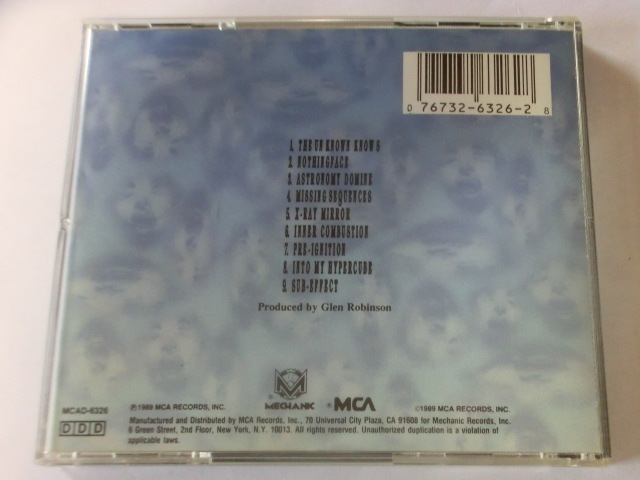 0 76732-6326-2 8
1. THE UNKNOWN KNOWS
2. NOTHINGFACE
3. ASTRONOMY DOMINE
4. MISSING SEQUENCES
5. X-RAY MIRROR
6. INNER COMBUSTION
7. PRE-IGNITION
8. INTO MY HYPERCUBE
9. SUB-EFFECT
Produced by Glen Robinson
MECHANIC MCA
MCAD-6326 ℗1989 MCA RECORDS, INC. ©1989 MCA RECORDS, INC.
DDD
Manufactured and Distributed by MCA Records, Inc., 70 Universal City Plaza, CA 91608 for Mechanic Records, Inc.
6 Green Street, 2nd Floor, New York, N.Y. 10013. All rights reserved. Unauthorized duplication is a violation of
applicable laws.